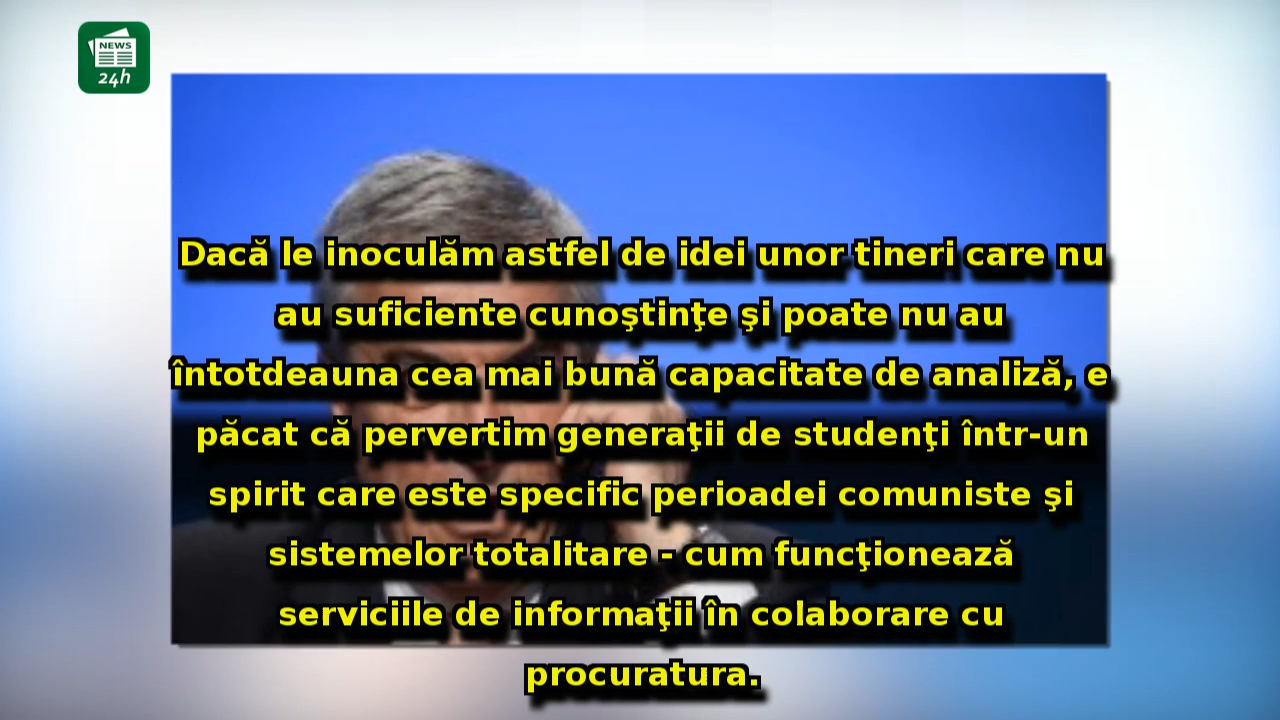 NEWS
24h
Dacă le inoculăm astfel de idei unor tineri care nu
au suficiente cunoştinţe şi poate nu au
întotdeauna cea mai bună capacitate de analiză, e
păcat că pervertim generaţii de studenţi într-un
spirit care este specific perioadei comuniste şi
sistemelor totalitare - cum funcţionează
serviciile de informaţii în colaborare cu
procuratura.